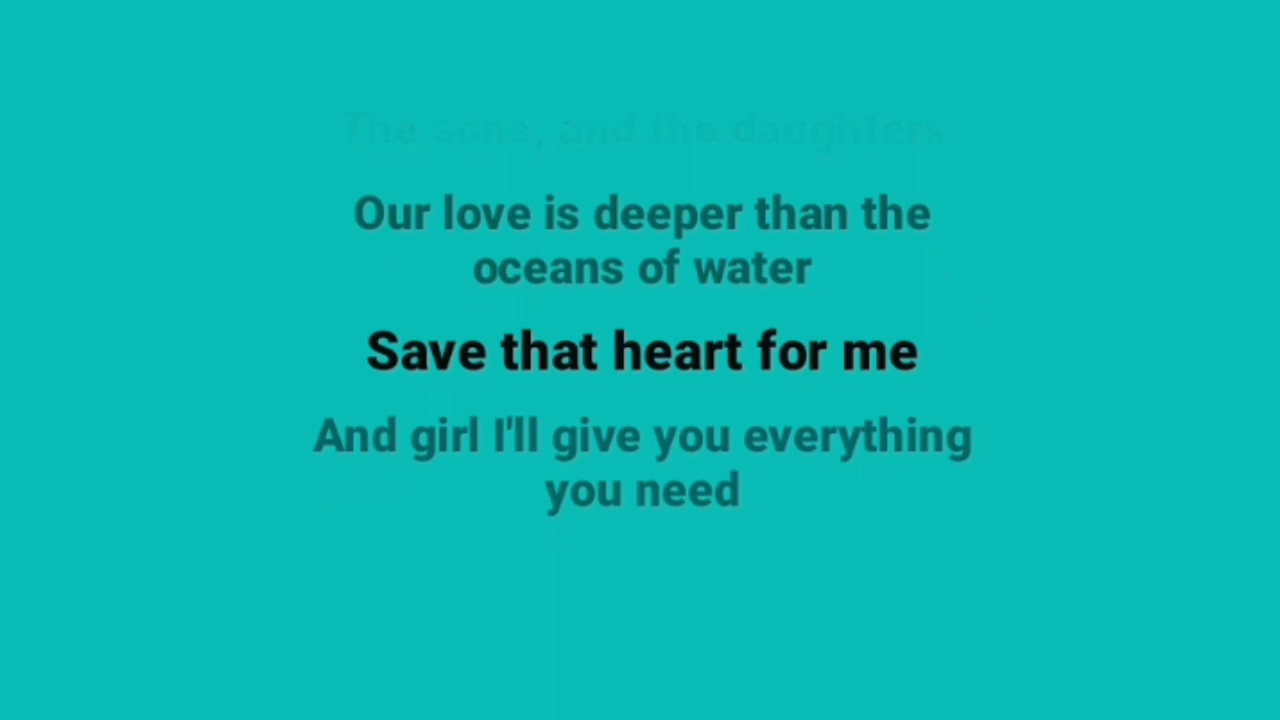 The sons, and the daughters
Our love is deeper than the
oceans of water
Save that heart for me
And girl I'll give you everything
you need